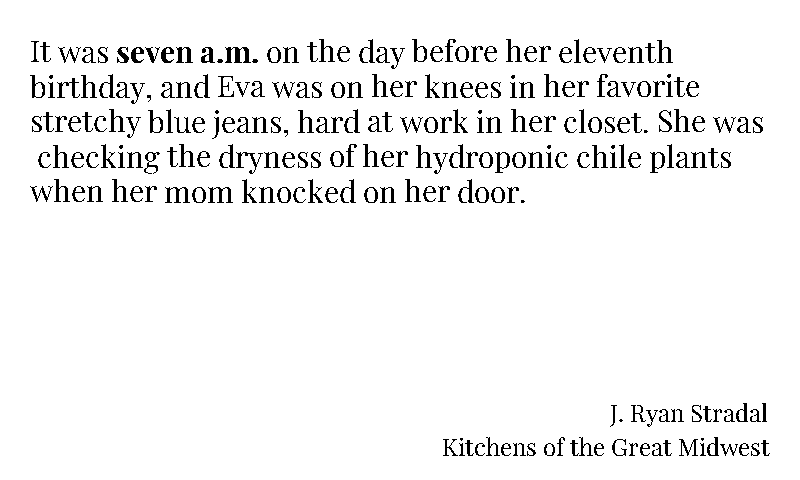 It was seven a.m. on the day before her eleventh
birthday, and Eva was on her knees in her favorite
stretchy blue jeans, hard at work in her closet. She was
checking the dryness of her hydroponic chile plants
when her mom knocked on her door.
J. Ryan Stradal
Kitchens of the Great Midwest